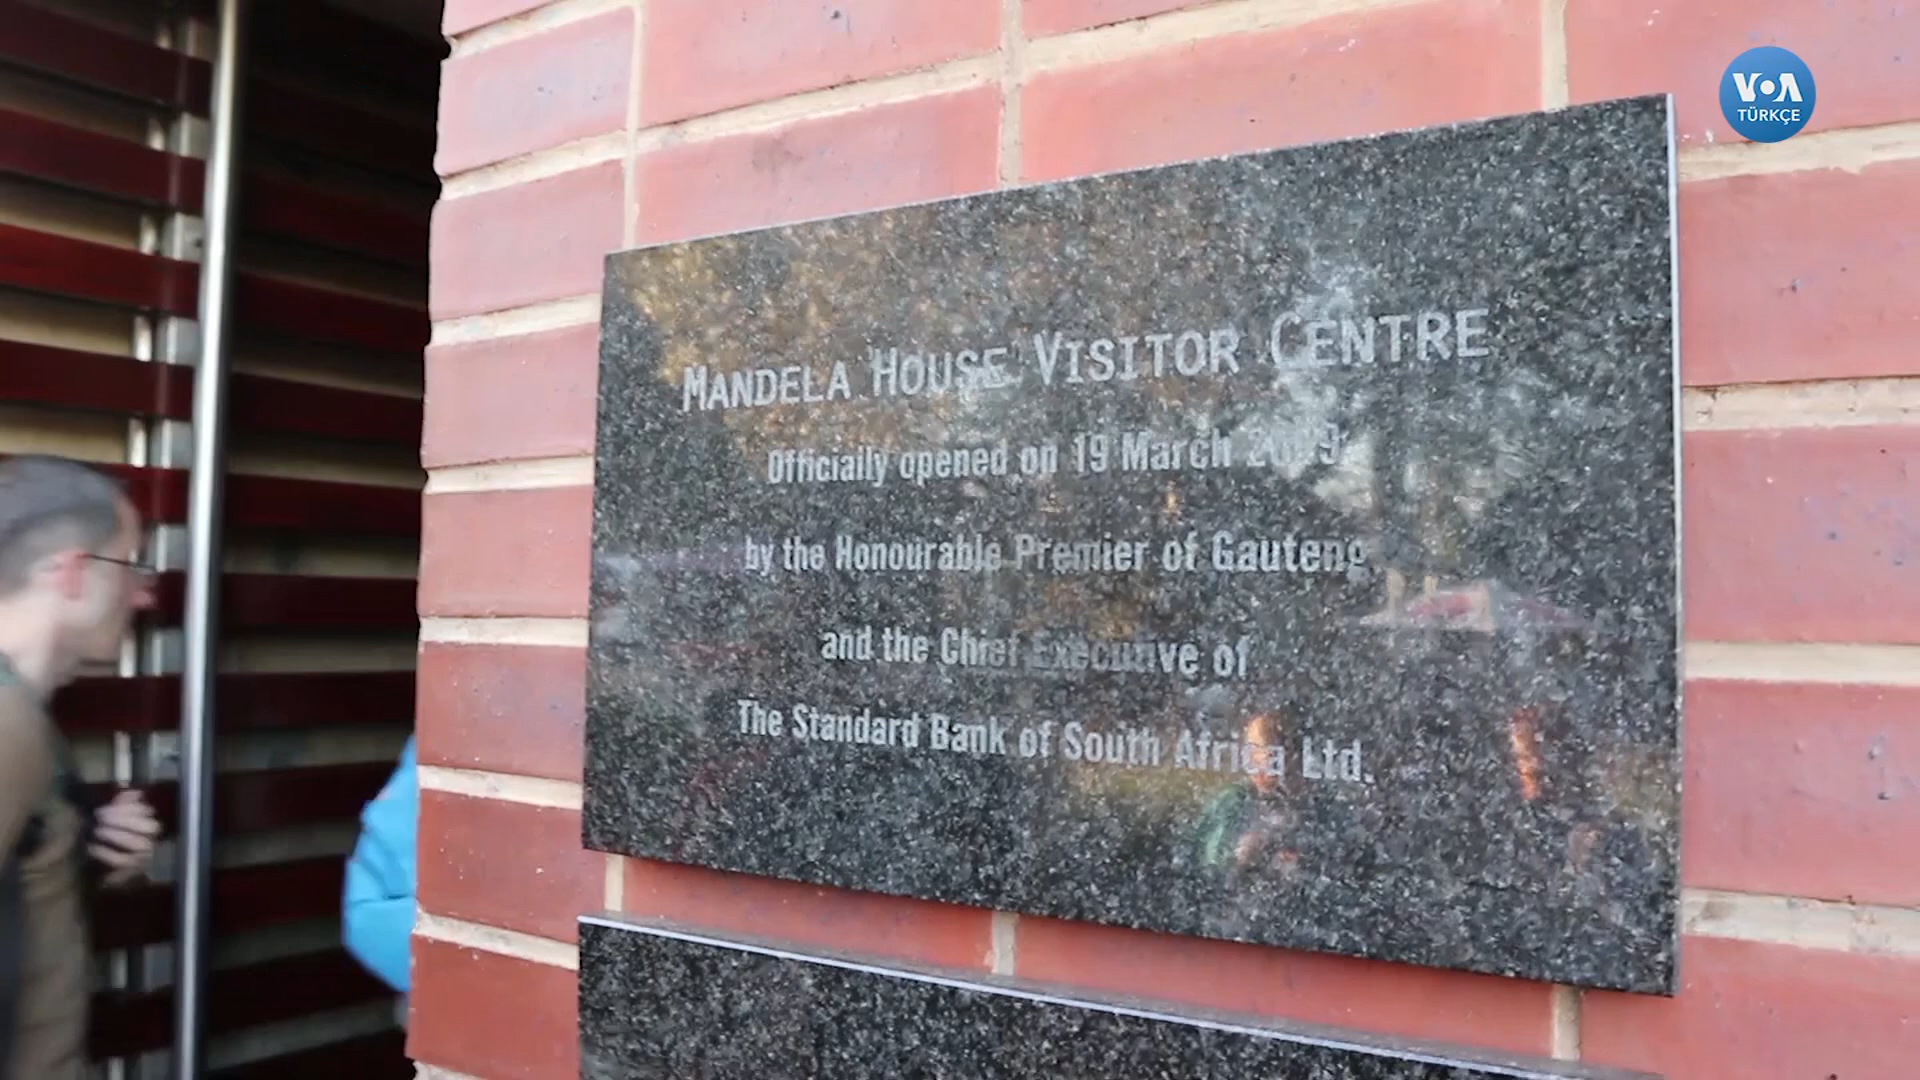 VOA
TÜRKÇE
MANDELA HOUSE VISITOR CENTRE
Officially opened on 19 March 2009
by the Honourable Premier of Gauteng
and the Chief Executive of
The Standard Bank of South Africa Ltd.